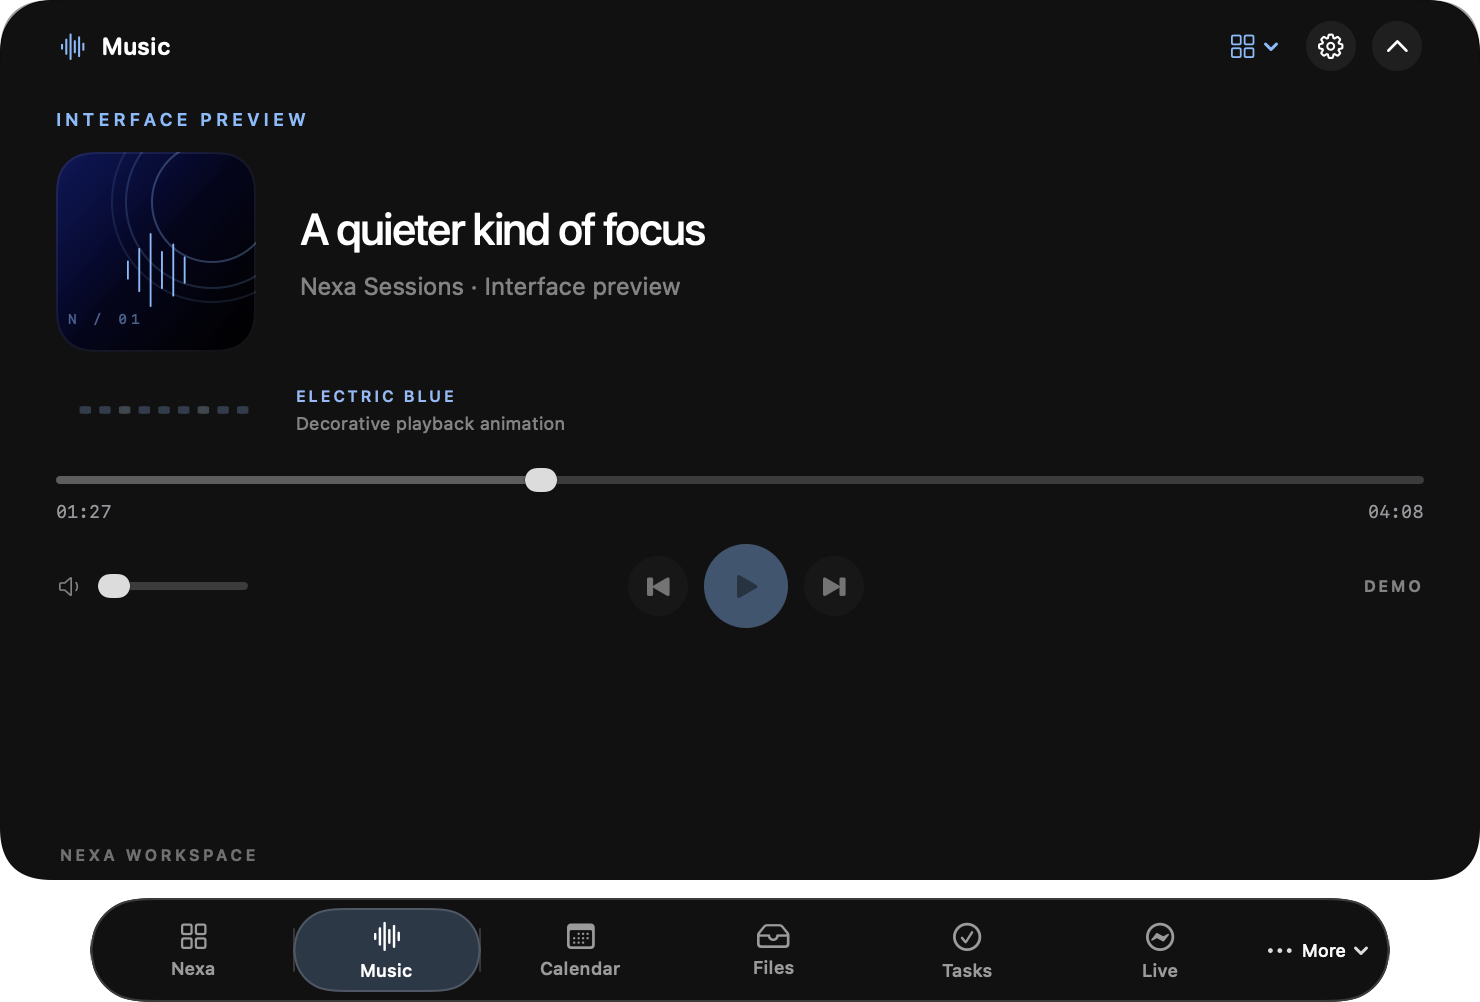 Music
INTERFACE PREVIEW
N / 01
A quieter kind of focus
Nexa Sessions · Interface preview
ELECTRIC BLUE
Decorative playback animation
01:27
04:08
DEMO
NEXA WORKSPACE
Nexa
Music
Calendar
Files
Tasks
Live
More